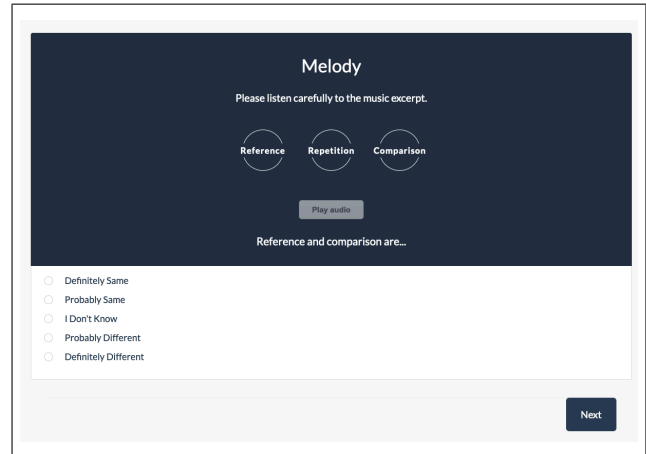 Melody
Please listen carefully to the music excerpt.
Reference Repetition Comparison
Play audio
Reference and comparison are...
Definitely Same
Probably Same
I Don't Know
Probably Different
Definitely Different
Next